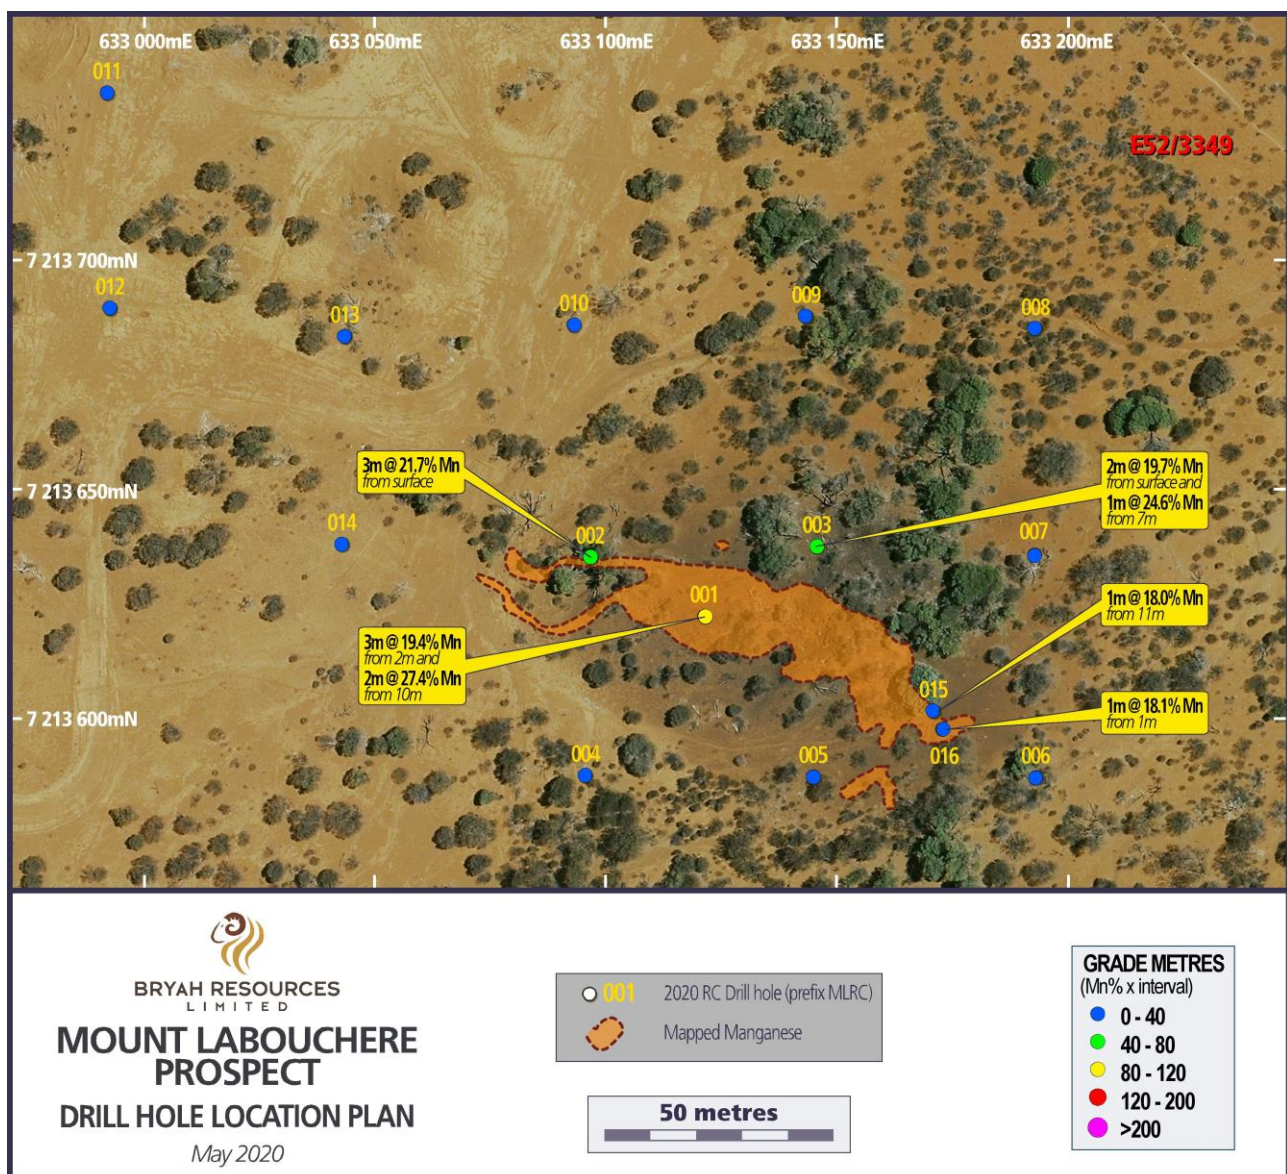 633 000mE 633 050mE 633 100mE 633 150mE 633 200mE
011
E52/3349
7 213 700mN
012
013
010
009
008
3m @ 21.7% Mn
from surface
2m @ 19.7% Mn
from surface and
1m @ 24.6% Mn
from 7m
7 213 650mN
014
002
003
007
001
1m @ 18.0% Mn
from 11m
3m @ 19.4% Mn
from 2m and
2m @ 27.4% Mn
from 10m
015
1m @ 18.1% Mn
from 1m
7 213 600mN
004
005
016
006
BRYAH RESOURCES
LIMITED
MOUNT LABOUCHERE
PROSPECT
DRILL HOLE LOCATION PLAN
May 2020
001 2020 RC Drill hole (prefix MLRC)
Mapped Manganese
50 metres
GRADE METRES
(Mn% x interval)
0 - 40
40 - 80
80 - 120
120 - 200
>200